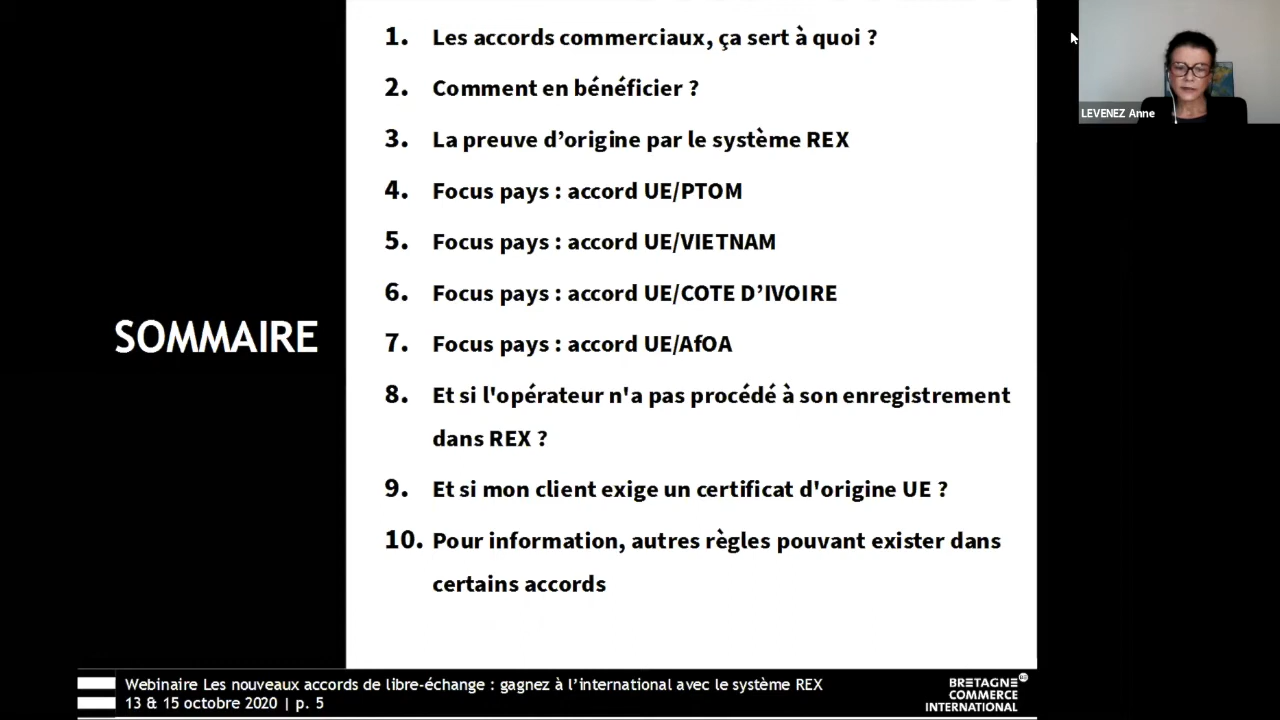 SOMMAIRE
1. Les accords commerciaux, ça sert à quoi ?
2. Comment en bénéficier ?
3. La preuve d’origine par le système REX
4. Focus pays : accord UE/PTOM
5. Focus pays : accord UE/VIETNAM
6. Focus pays : accord UE/COTE D’IVOIRE
7. Focus pays : accord UE/AfOA
8. Et si l'opérateur n'a pas procédé à son enregistrement
dans REX ?
9. Et si mon client exige un certificat d'origine UE ?
10. Pour information, autres règles pouvant exister dans
certains accords
LEVENEZ Anne
Webinaire Les nouveaux accords de libre-échange : gagnez à l’international avec le système REX
13 & 15 octobre 2020 | p. 5
BRETAGNE
COMMERCE
INTERNATIONAL